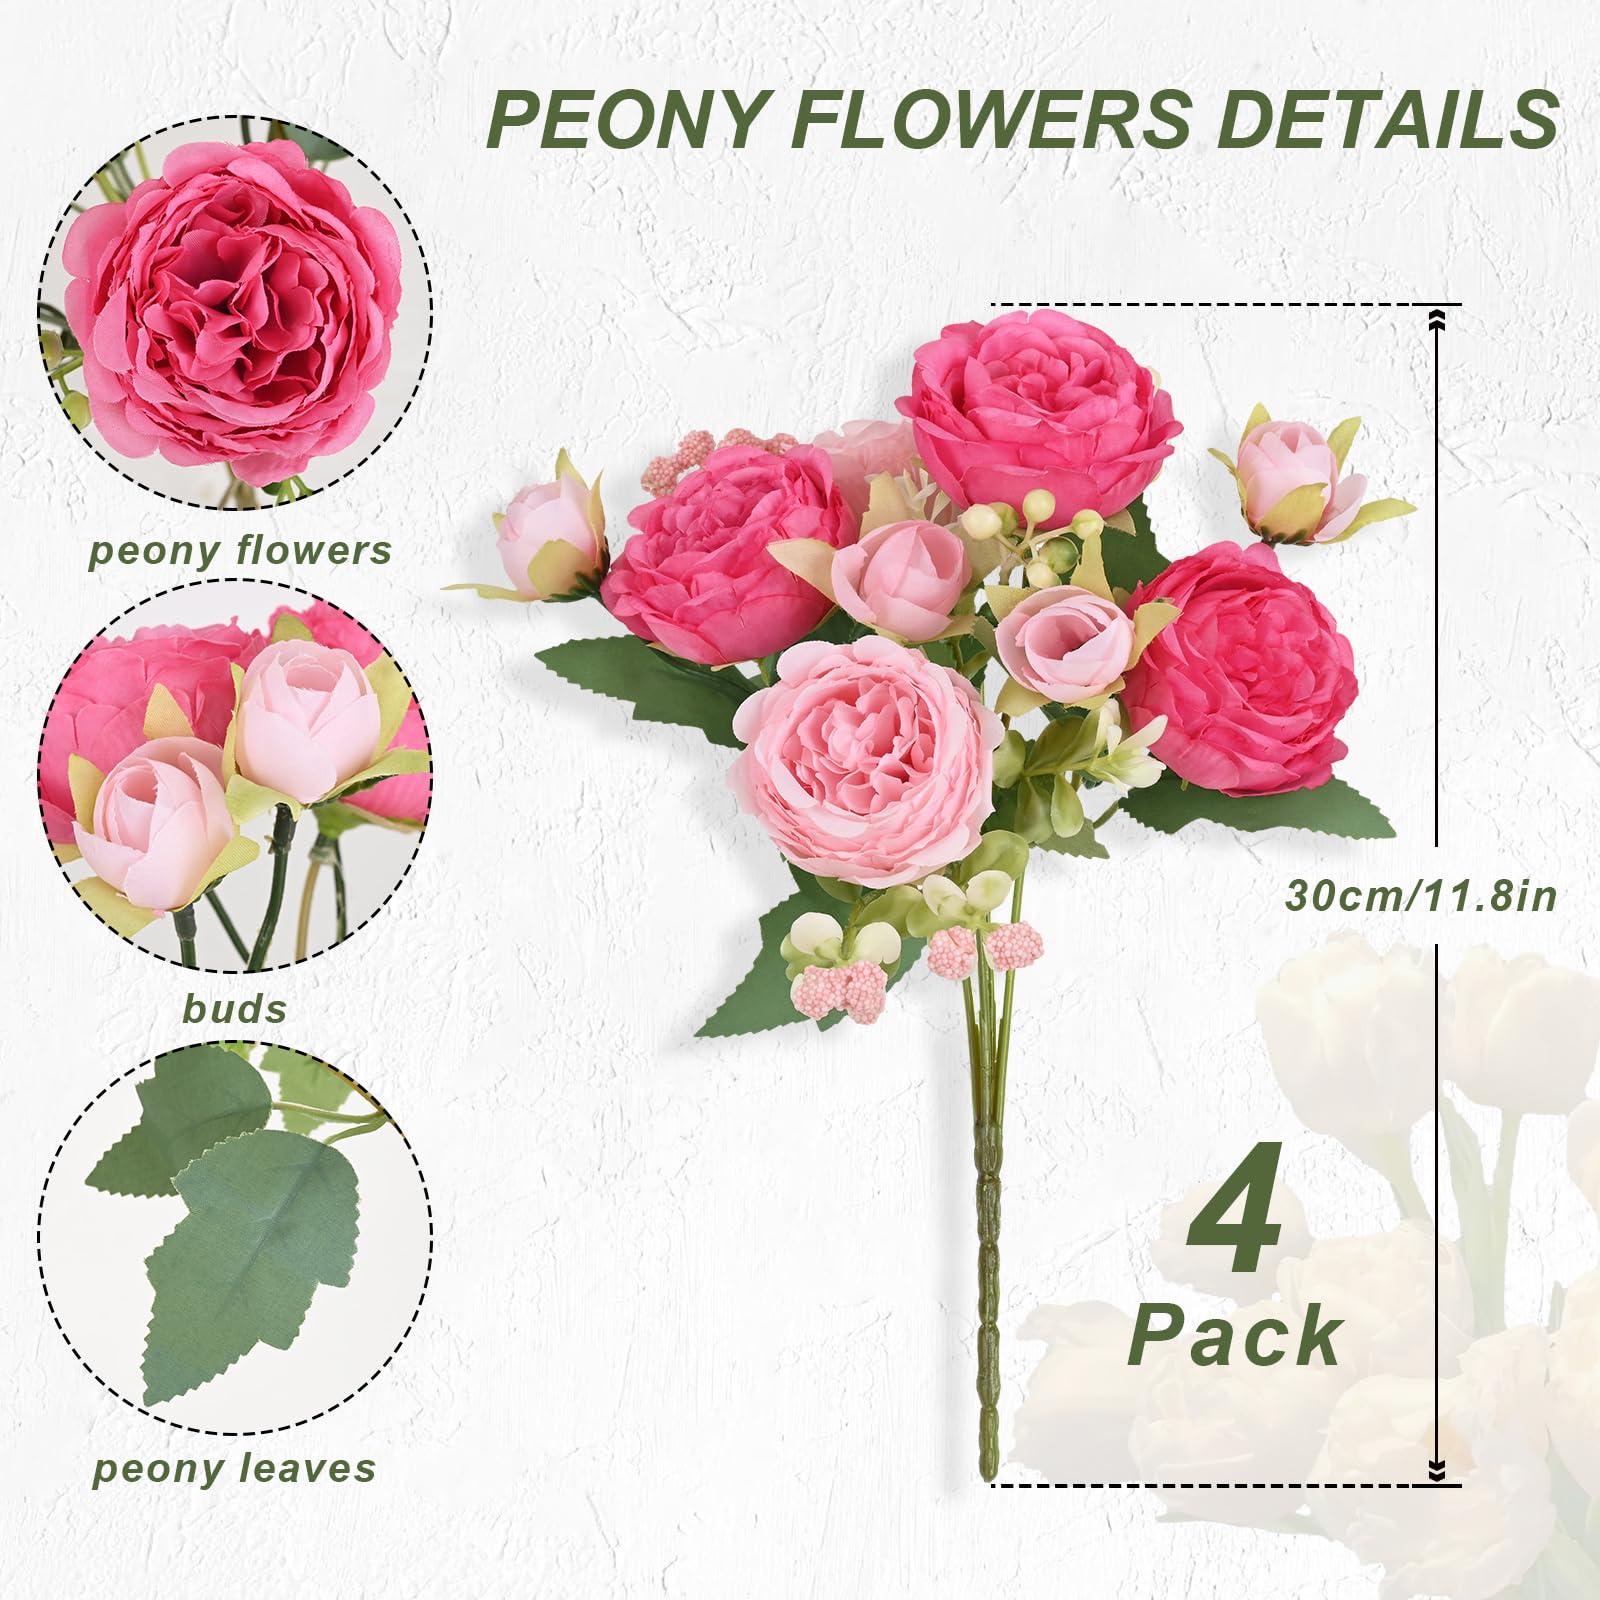 PEONY FLOWERS DETAILS
peony flowers
buds
peony leaves
30cm/11.8in
4
Pack